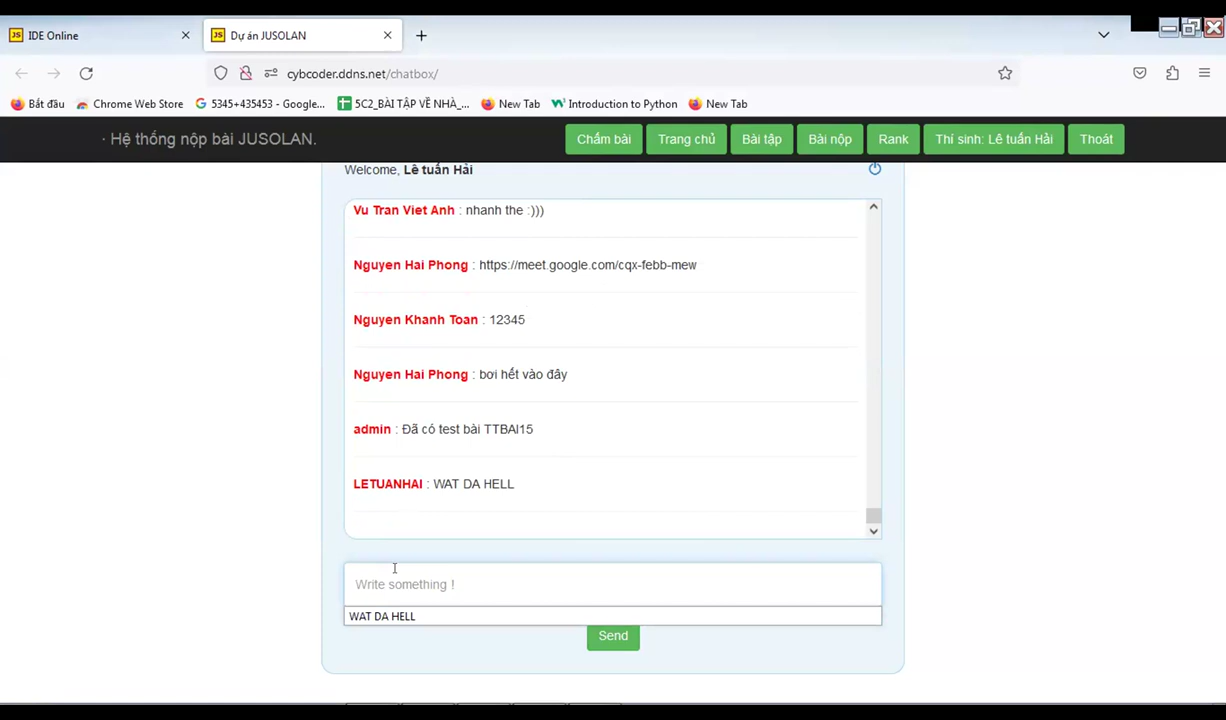 IDE Online
Dự án JUSOLAN
cybcoder.ddns.net/chatbox/
Bắt đầu
Chrome Web Store
5345+435453 - Google...
5C2_BÀI TẬP VỀ NHÀ_...
New Tab
Introduction to Python
New Tab
· Hệ thống nộp bài JUSOLAN.
Chấm bài
Trang chủ
Bài tập
Bài nộp
Rank
Thí sinh: Lê tuấn Hải
Thoát
Welcome, Lê tuấn Hải
Vu Tran Viet Anh : nhanh the :)))
Nguyen Hai Phong : https://meet.google.com/cqx-febb-mew
Nguyen Khanh Toan : 12345
Nguyen Hai Phong : bơi hết vào đây
admin : Đã có test bài TTBAI15
LETUANHAI : WAT DA HELL
Write something !
WAT DA HELL
Send